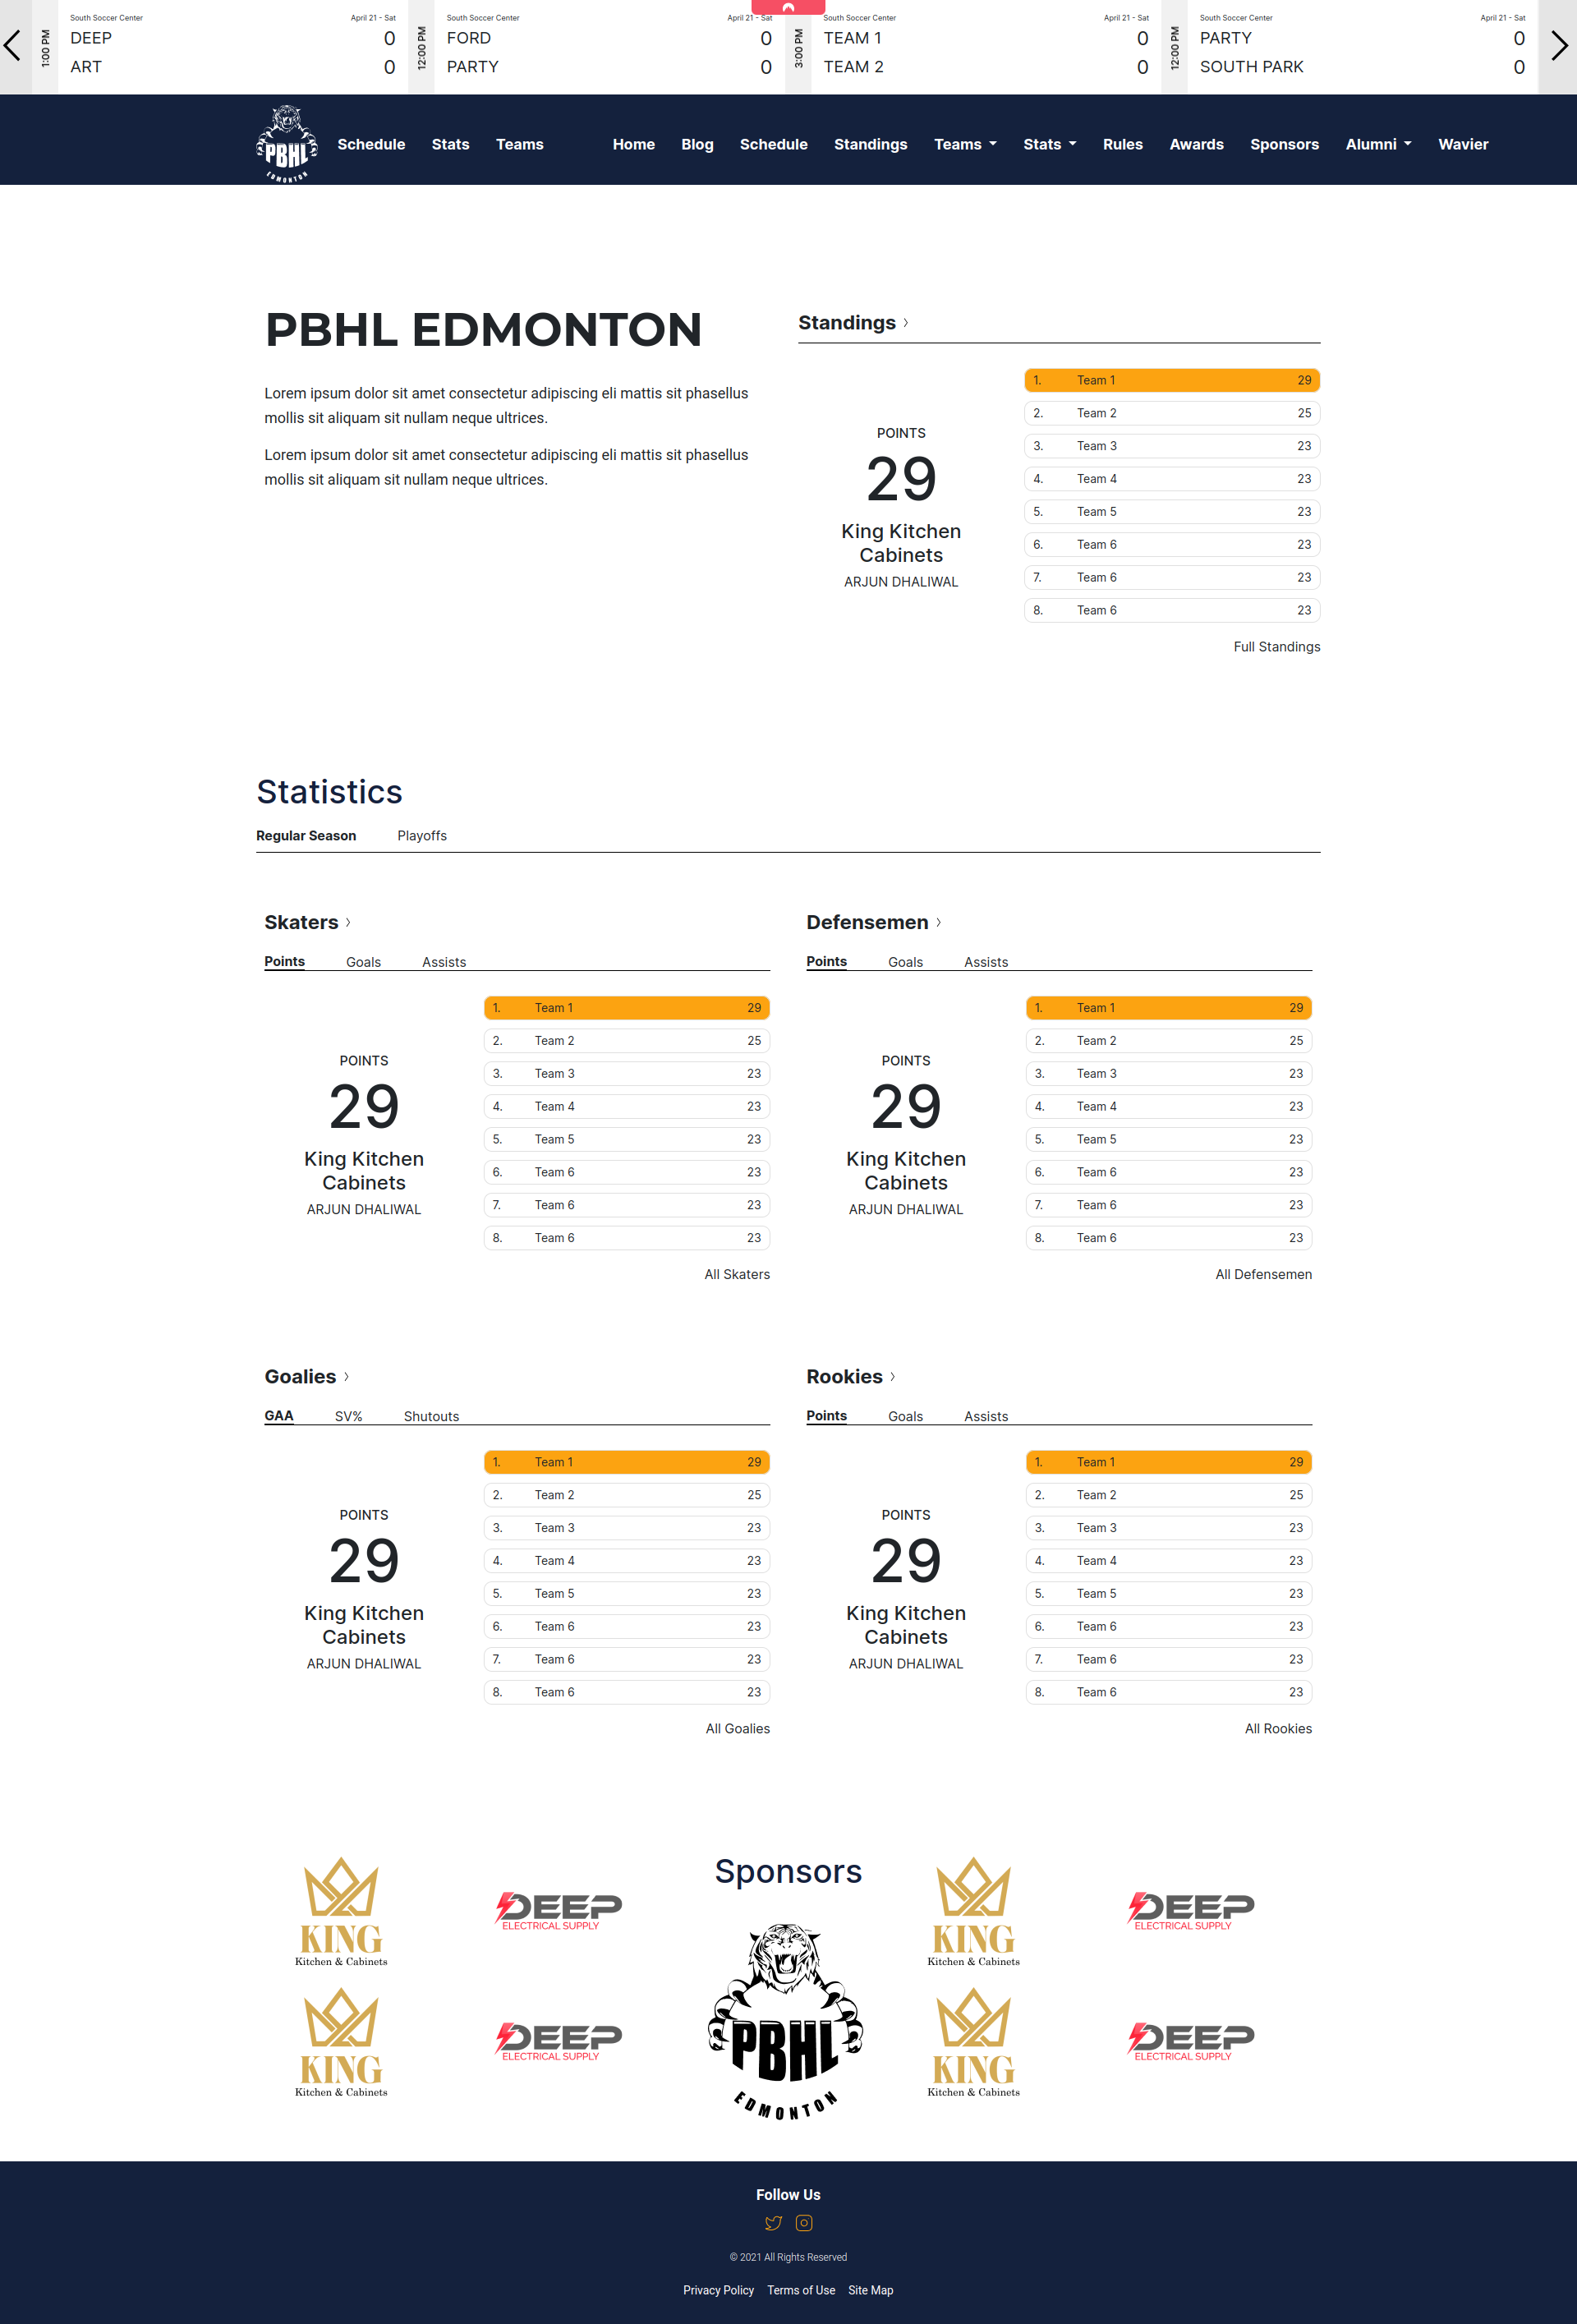 South Soccer Center April 21 - Sat
1:00 PM
DEEP 0
ART 0
South Soccer Center April 21 - Sat
12:00 PM
FORD 0
PARTY 0
South Soccer Center April 21 - Sat
3:00 PM
TEAM 1 0
TEAM 2 0
South Soccer Center April 21 - Sat
12:00 PM
PARTY 0
SOUTH PARK 0
PBHL
EDMONTON
Schedule Stats Teams Home Blog Schedule Standings Teams Stats Rules Awards Sponsors Alumni Wavier
PBHL EDMONTON
Lorem ipsum dolor sit amet consectetur adipiscing eli mattis sit phasellus
mollis sit aliquam sit nullam neque ultrices.
Lorem ipsum dolor sit amet consectetur adipiscing eli mattis sit phasellus
mollis sit aliquam sit nullam neque ultrices.
Standings
POINTS
29
King Kitchen
Cabinets
ARJUN DHALIWAL
1. Team 1 29
2. Team 2 25
3. Team 3 23
4. Team 4 23
5. Team 5 23
6. Team 6 23
7. Team 6 23
8. Team 6 23
Full Standings
Statistics
Regular Season Playoffs
Skaters
Points Goals Assists
POINTS
29
King Kitchen
Cabinets
ARJUN DHALIWAL
1. Team 1 29
2. Team 2 25
3. Team 3 23
4. Team 4 23
5. Team 5 23
6. Team 6 23
7. Team 6 23
8. Team 6 23
All Skaters
Defensemen
Points Goals Assists
POINTS
29
King Kitchen
Cabinets
ARJUN DHALIWAL
1. Team 1 29
2. Team 2 25
3. Team 3 23
4. Team 4 23
5. Team 5 23
6. Team 6 23
7. Team 6 23
8. Team 6 23
All Defensemen
Goalies
GAA SV% Shutouts
POINTS
29
King Kitchen
Cabinets
ARJUN DHALIWAL
1. Team 1 29
2. Team 2 25
3. Team 3 23
4. Team 4 23
5. Team 5 23
6. Team 6 23
7. Team 6 23
8. Team 6 23
All Goalies
Rookies
Points Goals Assists
POINTS
29
King Kitchen
Cabinets
ARJUN DHALIWAL
1. Team 1 29
2. Team 2 25
3. Team 3 23
4. Team 4 23
5. Team 5 23
6. Team 6 23
7. Team 6 23
8. Team 6 23
All Rookies
Sponsors
KING
Kitchen & Cabinets
DEEP
ELECTRICAL SUPPLY
KING
Kitchen & Cabinets
DEEP
ELECTRICAL SUPPLY
PBHL
EDMONTON
KING
Kitchen & Cabinets
DEEP
ELECTRICAL SUPPLY
KING
Kitchen & Cabinets
DEEP
ELECTRICAL SUPPLY
Follow Us
© 2021 All Rights Reserved
Privacy Policy Terms of Use Site Map